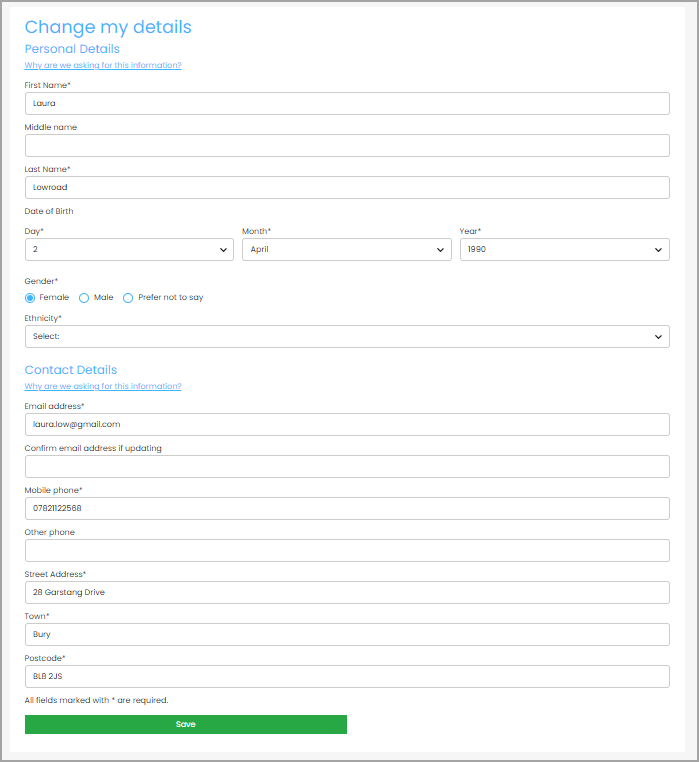 Change my details
Personal Details
Why are we asking for this information?
First Name*
Laura
Middle name
Last Name*
Lowroad
Date of Birth
Day* Month* Year*
2 April 1990
Gender*
Female Male Prefer not to say
Ethnicity*
Select:
Contact Details
Why are we asking for this information?
Email address*
laura.low@gmail.com
Confirm email address if updating
Mobile phone*
07821122568
Other phone
Street Address*
28 Garstang Drive
Town*
Bury
Postcode*
BL8 2JS
All fields marked with * are required.
Save